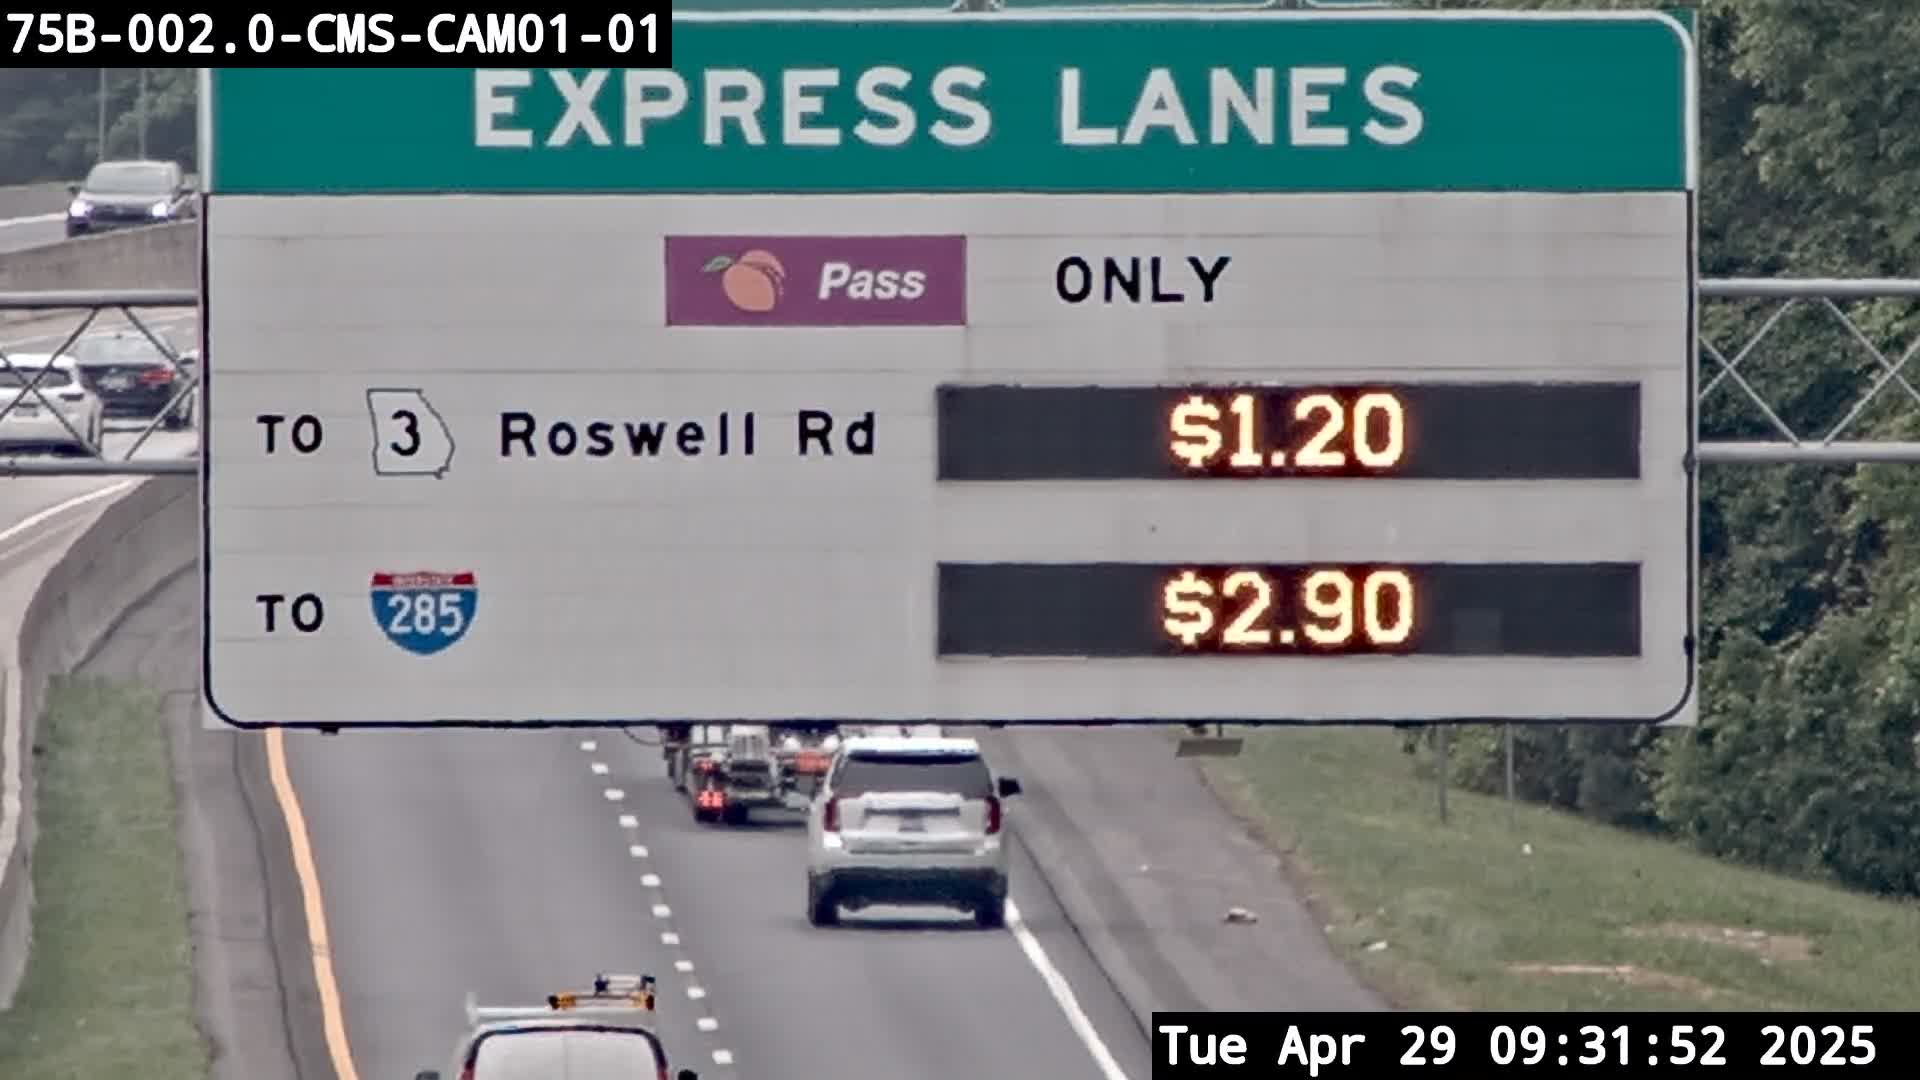 75B-002.0-CMS-CAM01-01
EXPRESS LANES
Pass ONLY
TO 3 Roswell Rd $1.20
TO INTERSTATE 285 $2.90
Tue Apr 29 09:31:52 2025